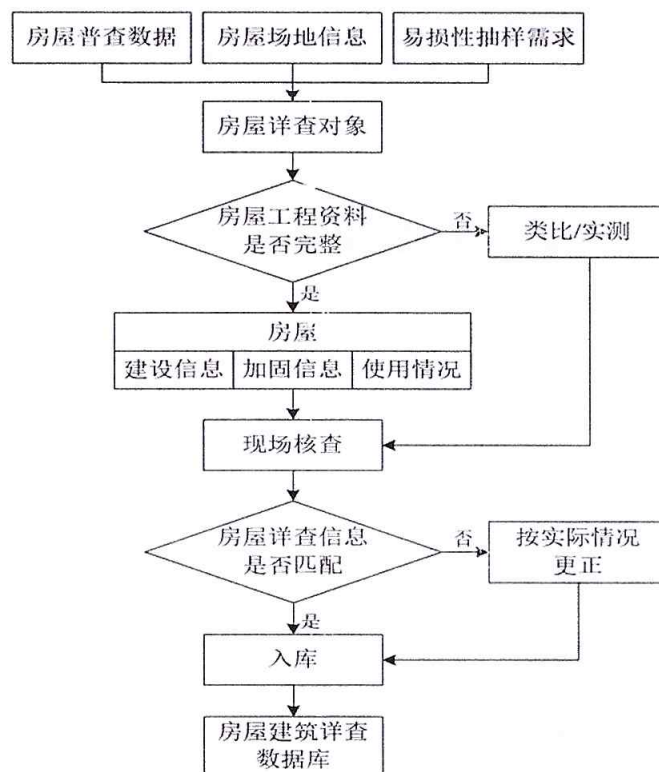 房屋普查数据
房屋场地信息
易损性抽样需求
房屋详查对象
房屋工程资料
是否完整
否
类比/实测
是
房屋
建设信息
加固信息
使用情况
现场核查
房屋详查信息
是否匹配
否
按实际情况
更正
是
入库
房屋建筑详查
数据库